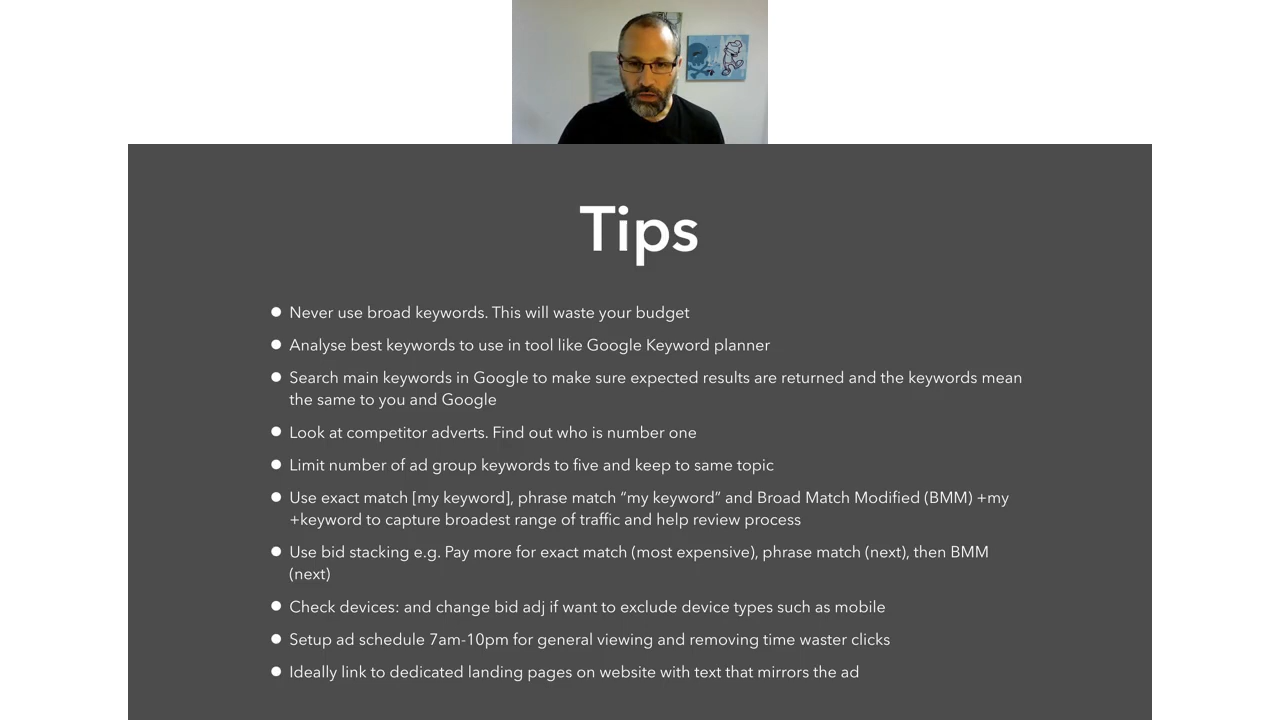 Tips
● Never use broad keywords. This will waste your budget
● Analyse best keywords to use in tool like Google Keyword planner
● Search main keywords in Google to make sure expected results are returned and the keywords mean
the same to you and Google
● Look at competitor adverts. Find out who is number one
● Limit number of ad group keywords to five and keep to same topic
● Use exact match [my keyword], phrase match “my keyword” and Broad Match Modified (BMM) +my
+keyword to capture broadest range of traffic and help review process
● Use bid stacking e.g. Pay more for exact match (most expensive), phrase match (next), then BMM
(next)
● Check devices: and change bid adj if want to exclude device types such as mobile
● Setup ad schedule 7am-10pm for general viewing and removing time waster clicks
● Ideally link to dedicated landing pages on website with text that mirrors the ad